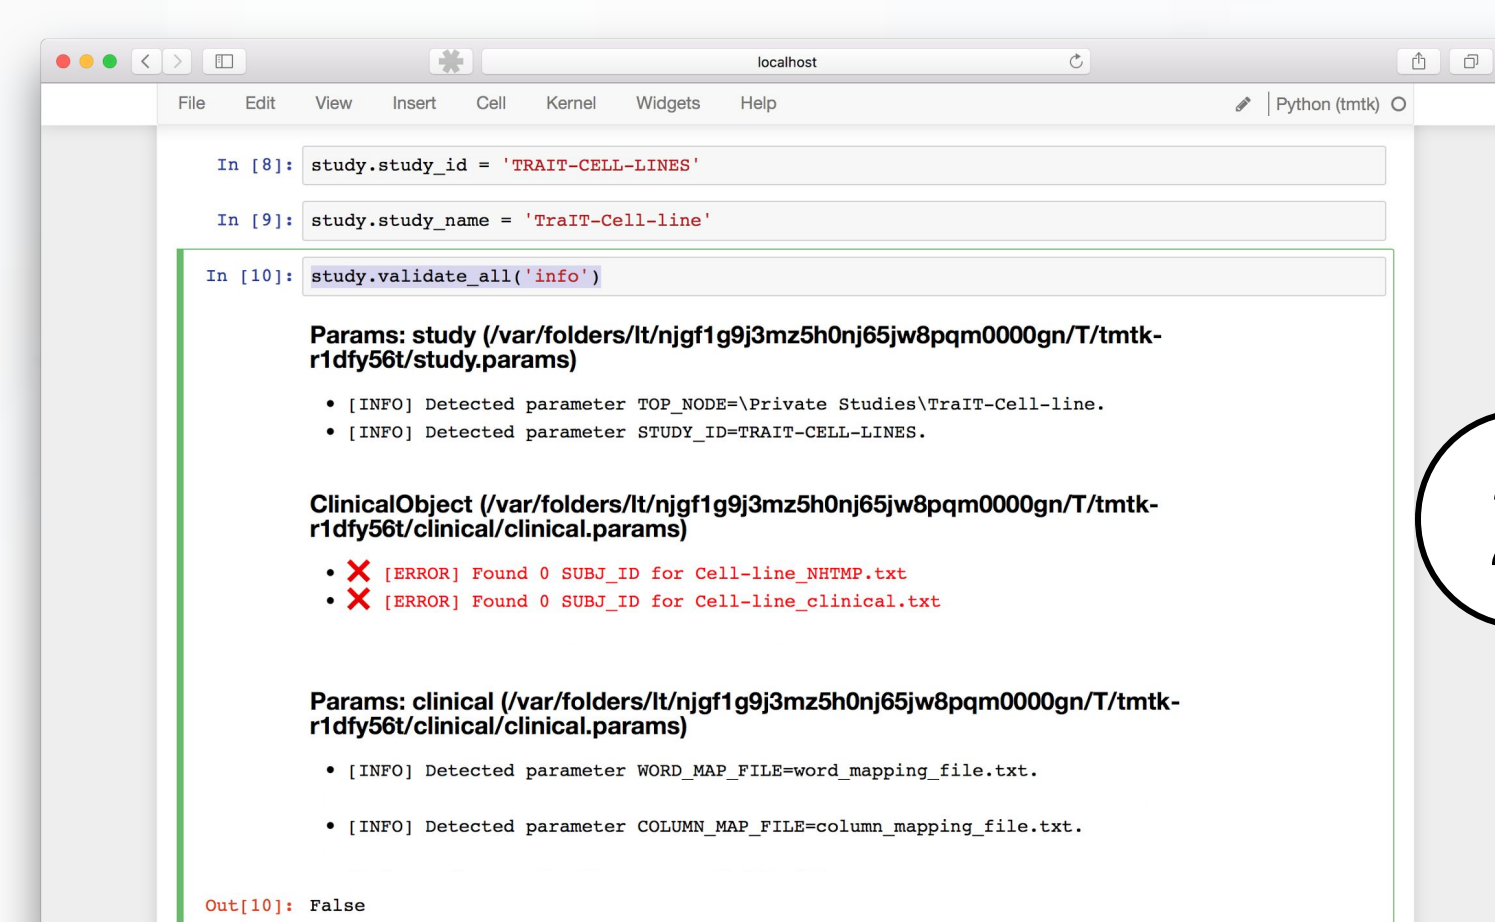 localhost
File Edit View Insert Cell Kernel Widgets Help Python (tmtk)
In [8]: study.study_id = 'TRAIT-CELL-LINES'
In [9]: study.study_name = 'TraIT-Cell-line'
In [10]: study.validate_all('info')
Params: study (/var/folders/lt/njgf1g9j3mz5h0nj65jw8pqm0000gn/T/tmtk-
r1dfy56t/study.params)
• [INFO] Detected parameter TOP_NODE=\Private Studies\TraIT-Cell-line.
• [INFO] Detected parameter STUDY_ID=TRAIT-CELL-LINES.
ClinicalObject (/var/folders/lt/njgf1g9j3mz5h0nj65jw8pqm0000gn/T/tmtk-
r1dfy56t/clinical/clinical.params)
• ❌ [ERROR] Found 0 SUBJ_ID for Cell-line_NHTMP.txt
• ❌ [ERROR] Found 0 SUBJ_ID for Cell-line_clinical.txt
Params: clinical (/var/folders/lt/njgf1g9j3mz5h0nj65jw8pqm0000gn/T/tmtk-
r1dfy56t/clinical/clinical.params)
• [INFO] Detected parameter WORD_MAP_FILE=word_mapping_file.txt.
• [INFO] Detected parameter COLUMN_MAP_FILE=column_mapping_file.txt.
Out[10]: False